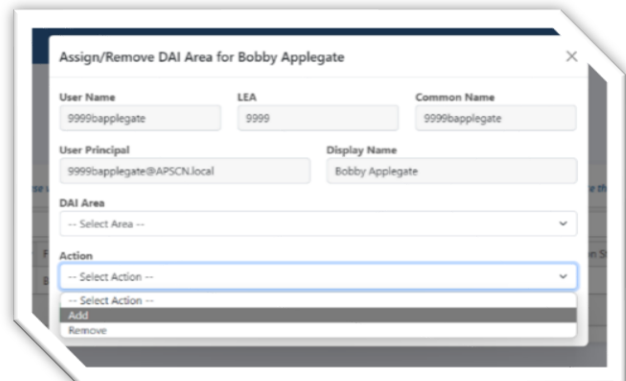 Assign/Remove DAI Area for Bobby Applegate
User Name LEA Common Name
9999bapplegate 9999 9999bapplegate
User Principal Display Name
9999bapplegate@APSCN.local Bobby Applegate
DAI Area
-- Select Area --
Action
-- Select Action --
-- Select Action --
Add
Remove